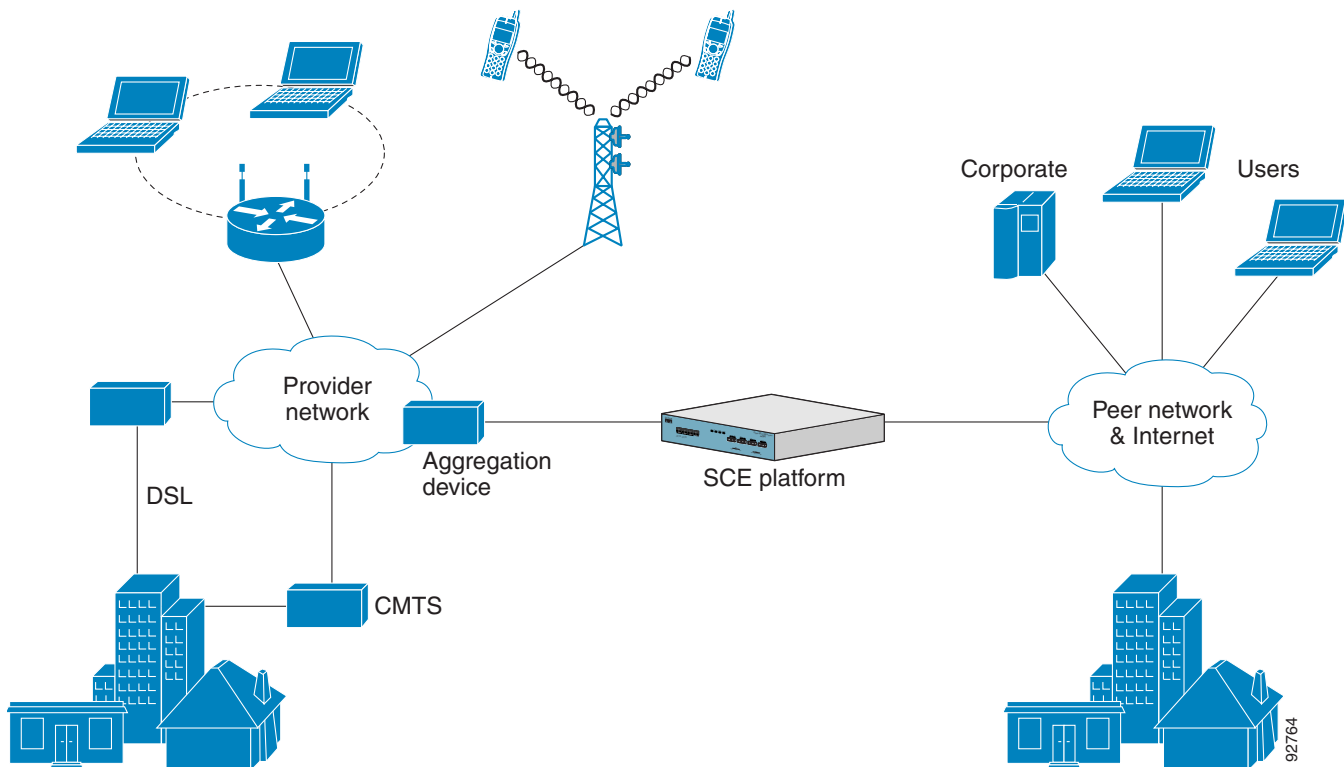 Corporate
Users
Provider
network
Peer network
& Internet
Aggregation
device
SCE platform
DSL
CMTS
92764